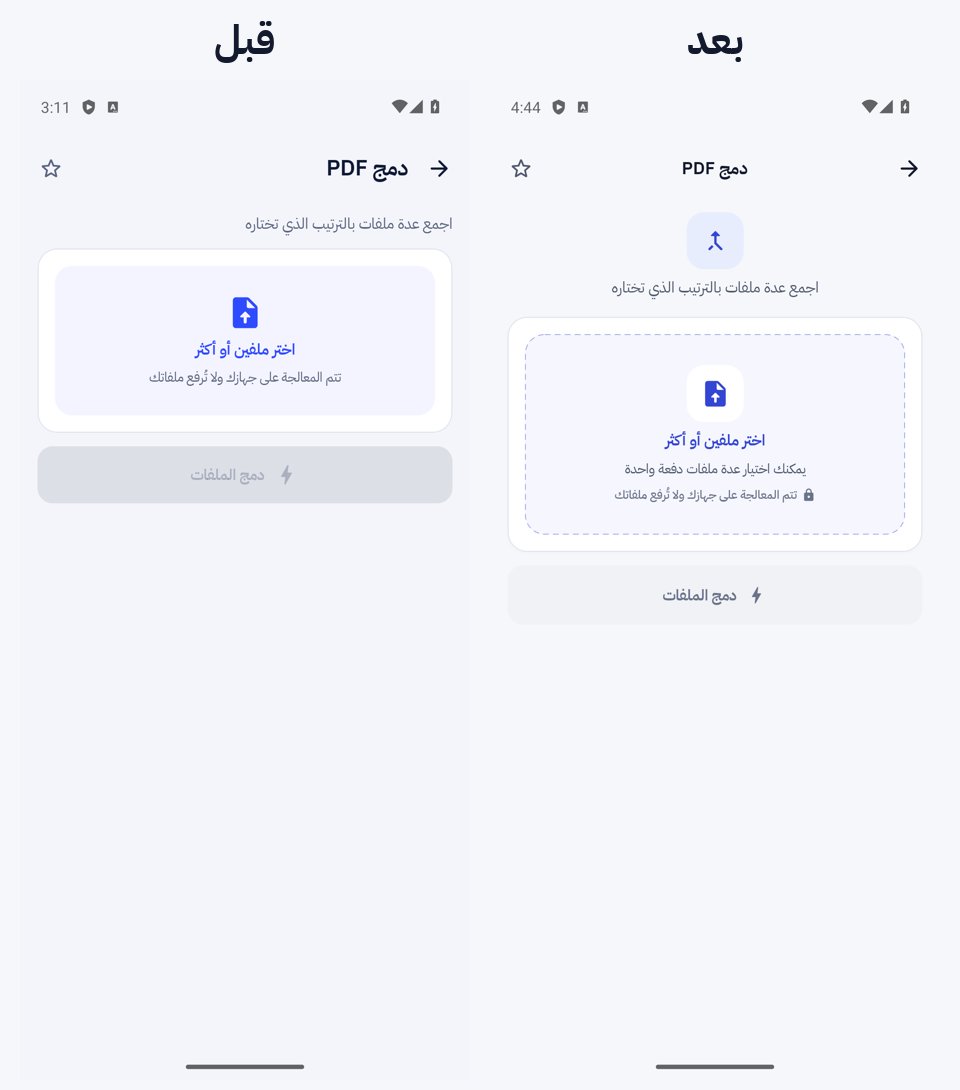 قبل
3:11
دمج PDF
اجمع عدة ملفات بالترتيب الذي تختاره
اختر ملفين أو أكثر
تتم المعالجة على جهازك ولا تُرفع ملفاتك
دمج الملفات
بعد
4:44
دمج PDF
اجمع عدة ملفات بالترتيب الذي تختاره
اختر ملفين أو أكثر
يمكنك اختيار عدة ملفات دفعة واحدة
تتم المعالجة على جهازك ولا تُرفع ملفاتك
دمج الملفات